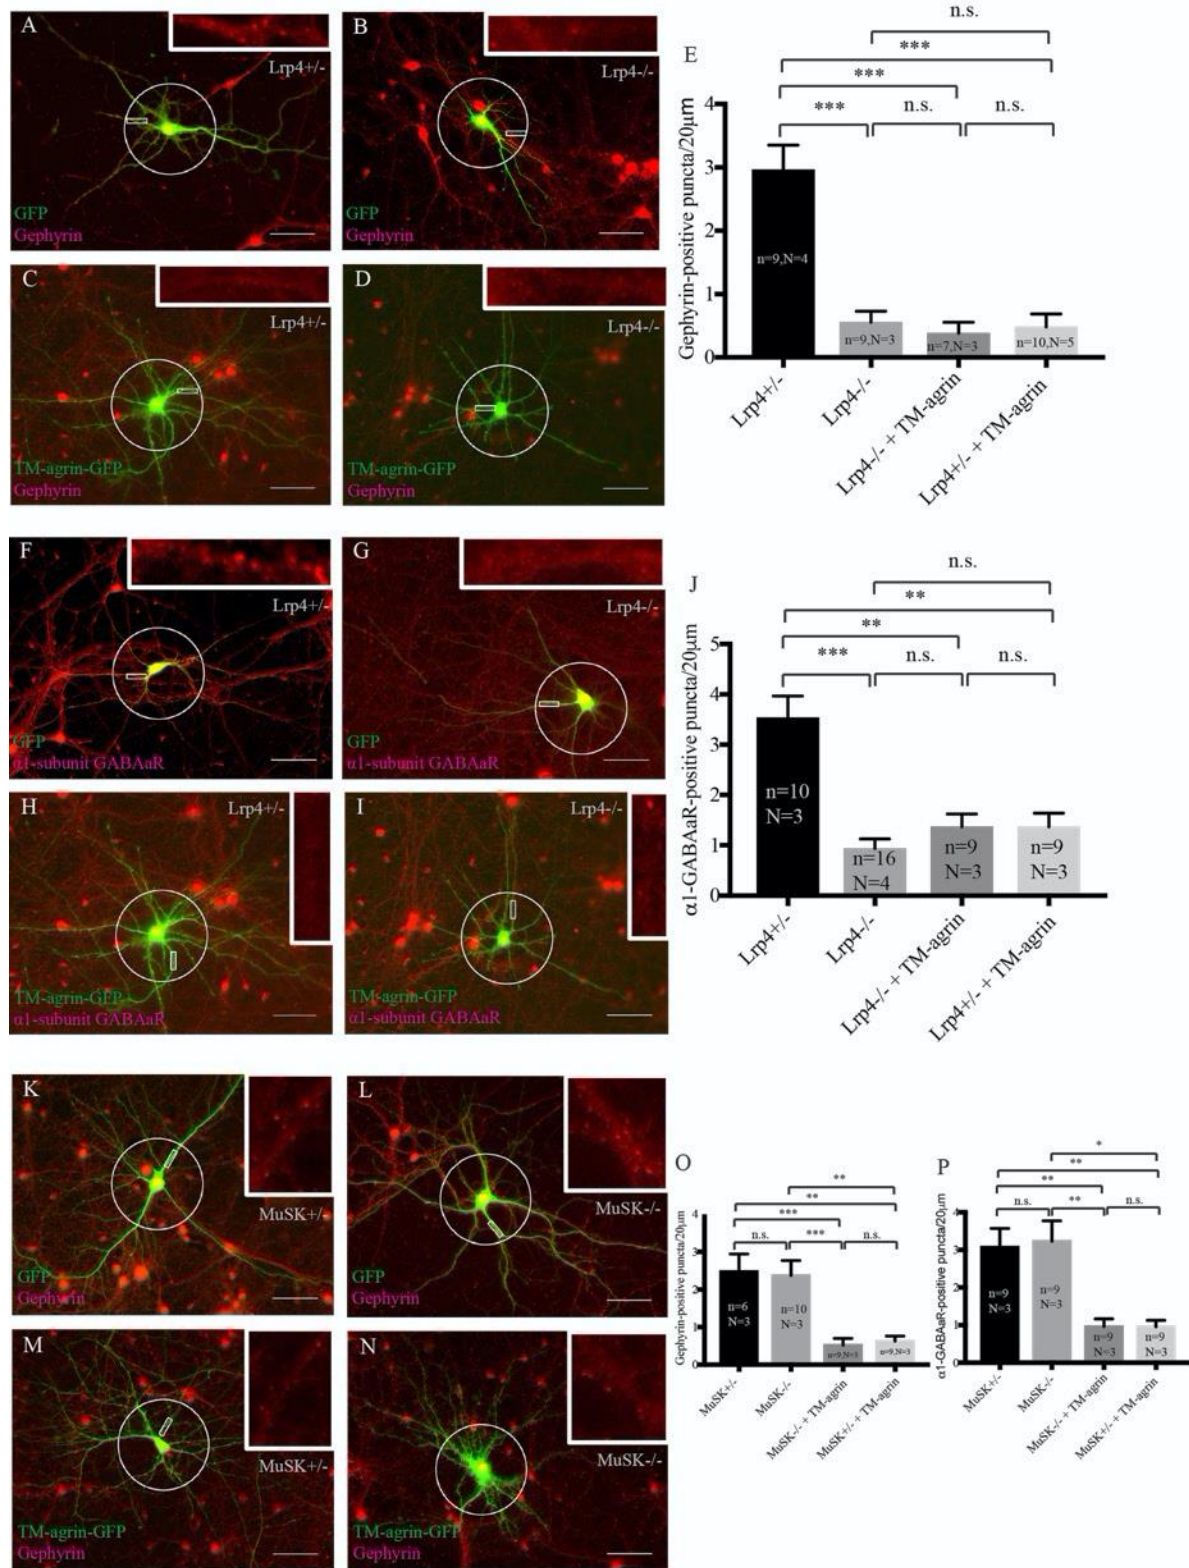 A
Lrp4+/-
GFP
Gephyrin
B
Lrp4-/-
C
Lrp4+/-
TM-agrin-GFP
Gephyrin
D
Lrp4-/-
TM-agrin-GFP
Gephyrin
E
n.s.
***
***
***
n.s.
n.s.
Gephyrin-positive puncta/20μm
4
3
2
1
0
n=9,N=4
n=9,N=3
n=7,N=3
n=10,N=5
Lrp4+/-
Lrp4-/-
Lrp4-/- + TM-agrin
Lrp4+/- + TM-agrin
F
Lrp4+/-
GFP
α1-subunit GABAaR
G
Lrp4-/-
GFP
α1-subunit GABAaR
H
Lrp4+/-
TM-agrin-GFP
α1-subunit GABAaR
I
Lrp4-/-
TM-agrin-GFP
α1-subunit GABAaR
J
n.s.
**
**
***
n.s.
n.s.
α1-GABAaR-positive puncta/20μm
5
4
3
2
1
0
n=10
N=3
n=16
N=4
n=9
N=3
n=9
N=3
Lrp4+/-
Lrp4-/-
Lrp4-/- + TM-agrin
Lrp4+/- + TM-agrin
K
MuSK+/-
GFP
Gephyrin
L
MuSK-/-
GFP
Gephyrin
M
MuSK+/-
TM-agrin-GFP
Gephyrin
N
MuSK-/-
TM-agrin-GFP
Gephyrin
O
**
**
***
n.s.
***
n.s.
Gephyrin-positive puncta/20μm
4
3
2
1
0
n=6
N=3
n=10
N=3
n=9,N=3
n=9,N=3
MuSK+/-
MuSK-/-
MuSK-/- + TM-agrin
MuSK+/- + TM-agrin
P
*
**
**
n.s.
**
n.s.
α1-GABAaR-positive puncta/20μm
4
3
2
1
0
n=9
N=3
n=9
N=3
n=9
N=3
n=9
N=3
MuSK+/-
MuSK-/-
MuSK-/- + TM-agrin
MuSK+/- + TM-agrin